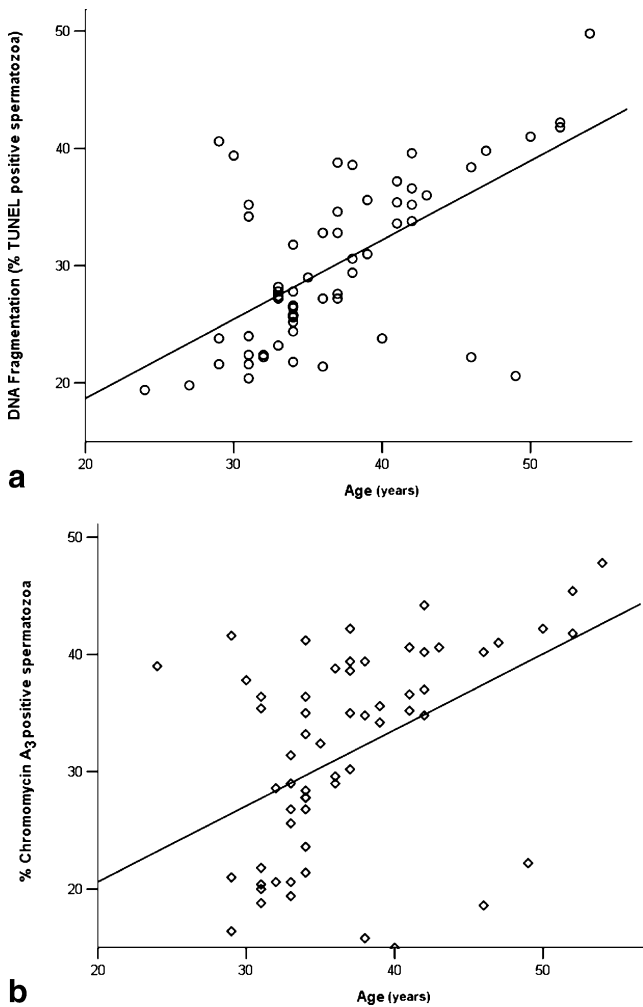 DNA Fragmentation (% TUNEL positive spermatozoa)
50
40
30
20
20 30 40 50
Age (years)
a
% Chromomycin A3 positive spermatozoa
50
40
30
20
20 30 40 50
Age (years)
b